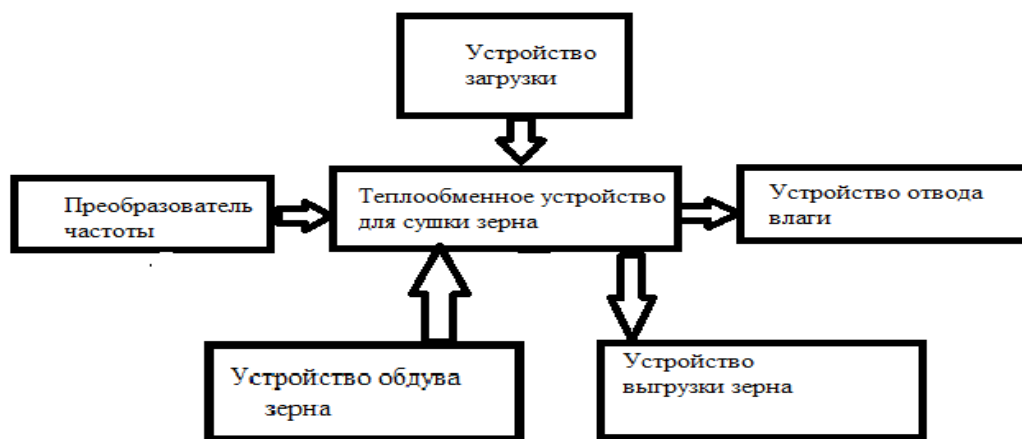 Устройство
загрузки
Преобразователь
частоты
Теплообменное устройство
для сушки зерна
Устройство отвода
влаги
Устройство обдува
зерна
Устройство
выгрузки зерна